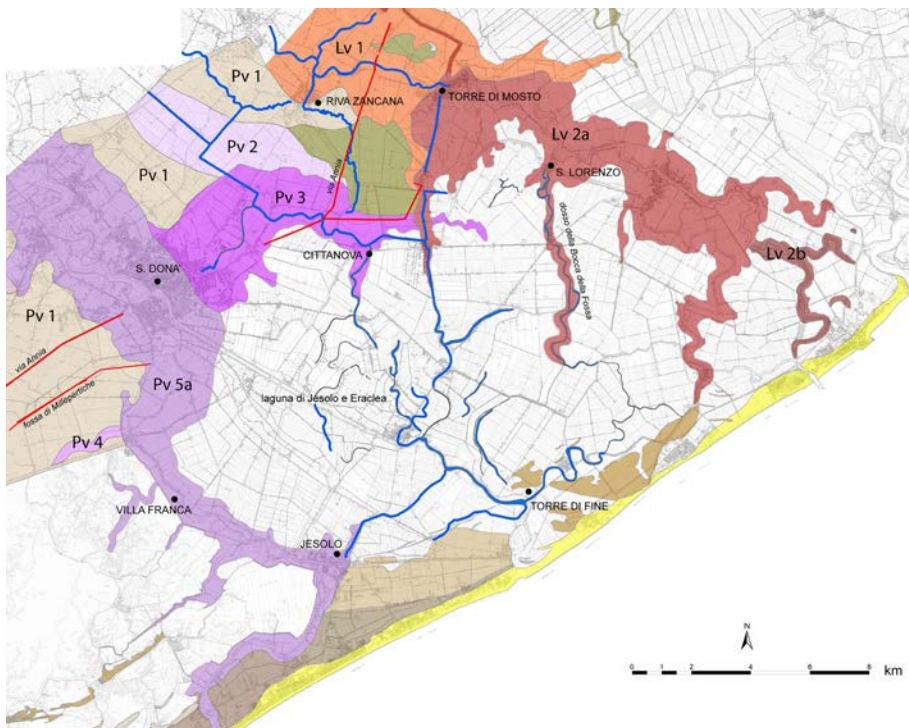 Lv 1
Pv 1
RIVA ZANCANA
TORRE DI MOSTO
Lv 2a
Pv 2
via Annia
S. LORENZO
Pv 1
Pv 3
dosso della Bocca della Fossa
CITTANOVA
Lv 2b
S. DONA'
Pv 1
via Annia
Pv 5a
fossa di Millepertiche
laguna di Jesolo e Eraclea
Pv 4
VILLA FRANCA
TORRE DI FINE
JESOLO
N
0 2 4 6 8 km